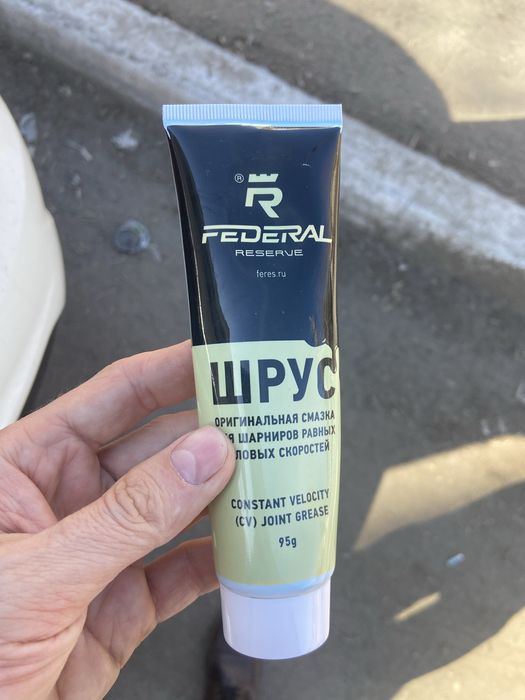 ® R
FEDERAL
RESERVE
feres.ru
ШРУС
ОРИГИНАЛЬНАЯ СМАЗКА
ШАРНИРОВ РАВНЫХ
СКОРОСТЕЙ
CONSTANT VELOCITY
(CV) JOINT GREASE
95g